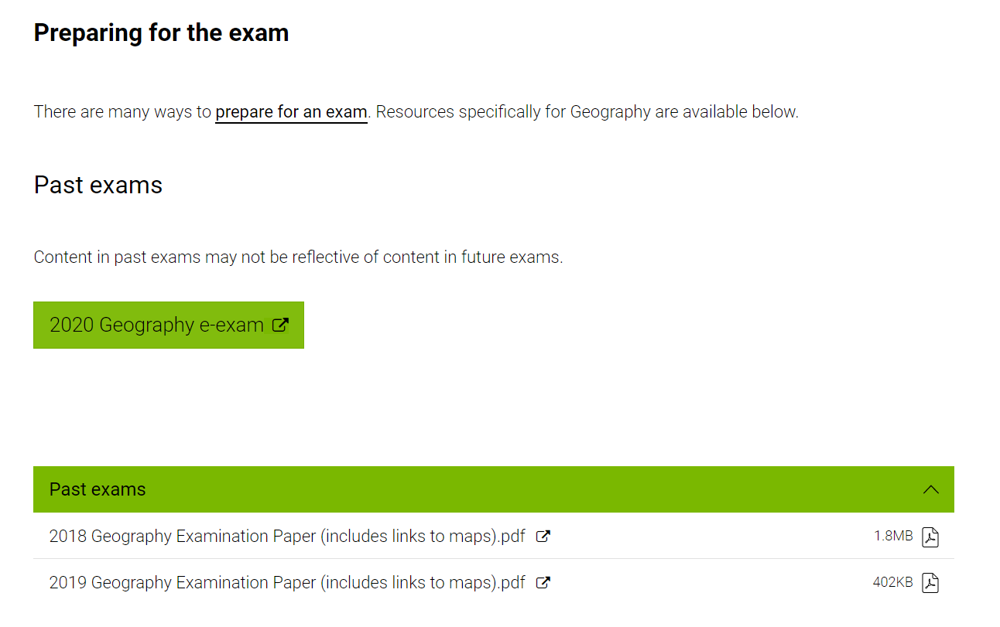 Preparing for the exam
There are many ways to prepare for an exam. Resources specifically for Geography are available below.
Past exams
Content in past exams may not be reflective of content in future exams.
2020 Geography e-exam
Past exams
2018 Geography Examination Paper (includes links to maps).pdf 1.8MB
2019 Geography Examination Paper (includes links to maps).pdf 402KB